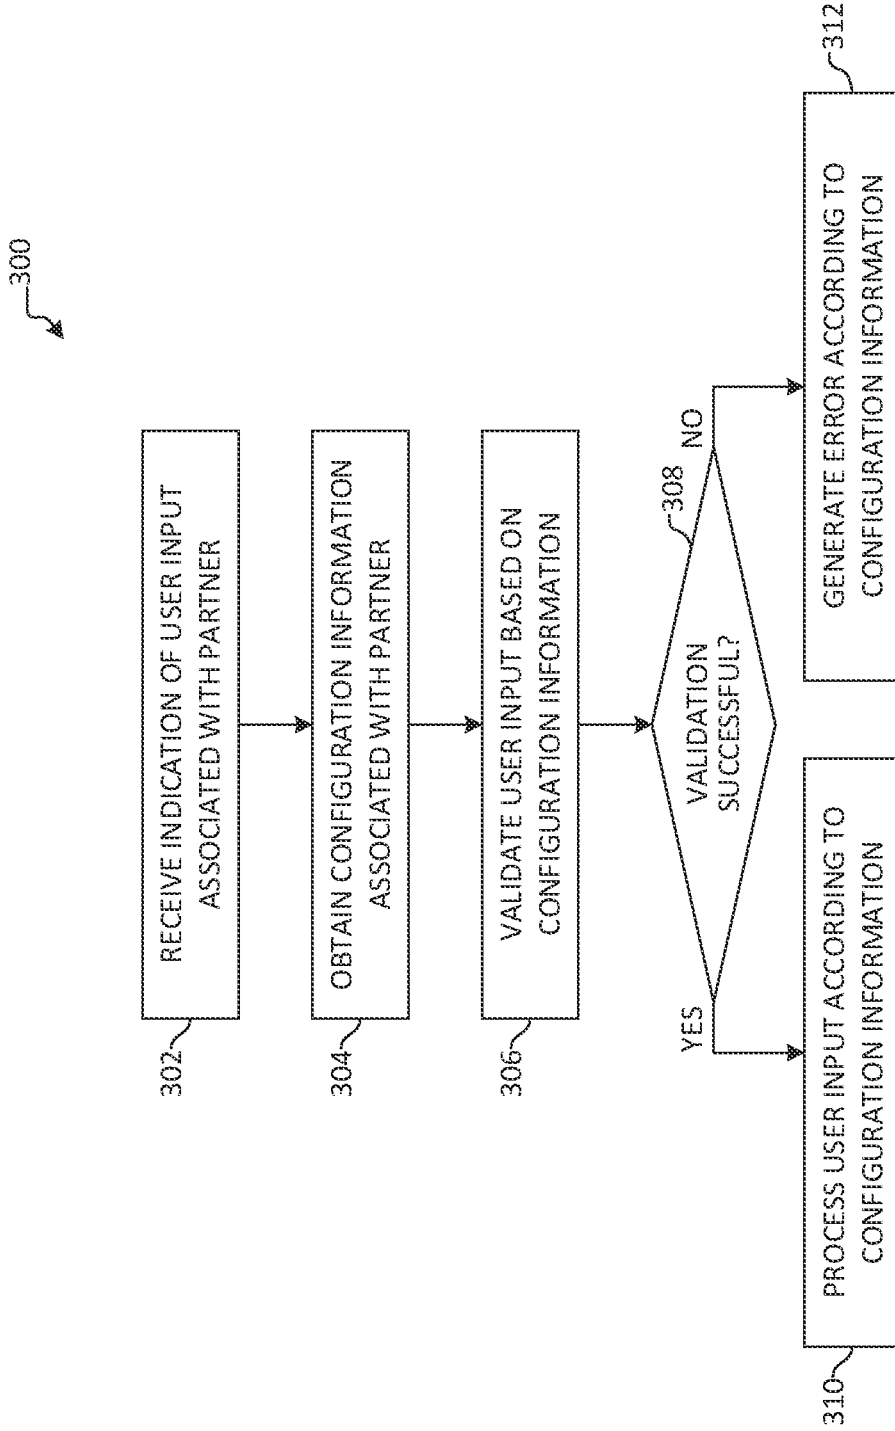 300
302
RECEIVE INDICATION OF USER INPUT
ASSOCIATED WITH PARTNER
304
OBTAIN CONFIGURATION INFORMATION
ASSOCIATED WITH PARTNER
306
VALIDATE USER INPUT BASED ON
CONFIGURATION INFORMATION
308
VALIDATION
SUCCESSFUL?
YES
NO
310
PROCESS USER INPUT ACCORDING TO
CONFIGURATION INFORMATION
GENERATE ERROR ACCORDING TO
CONFIGURATION INFORMATION
312